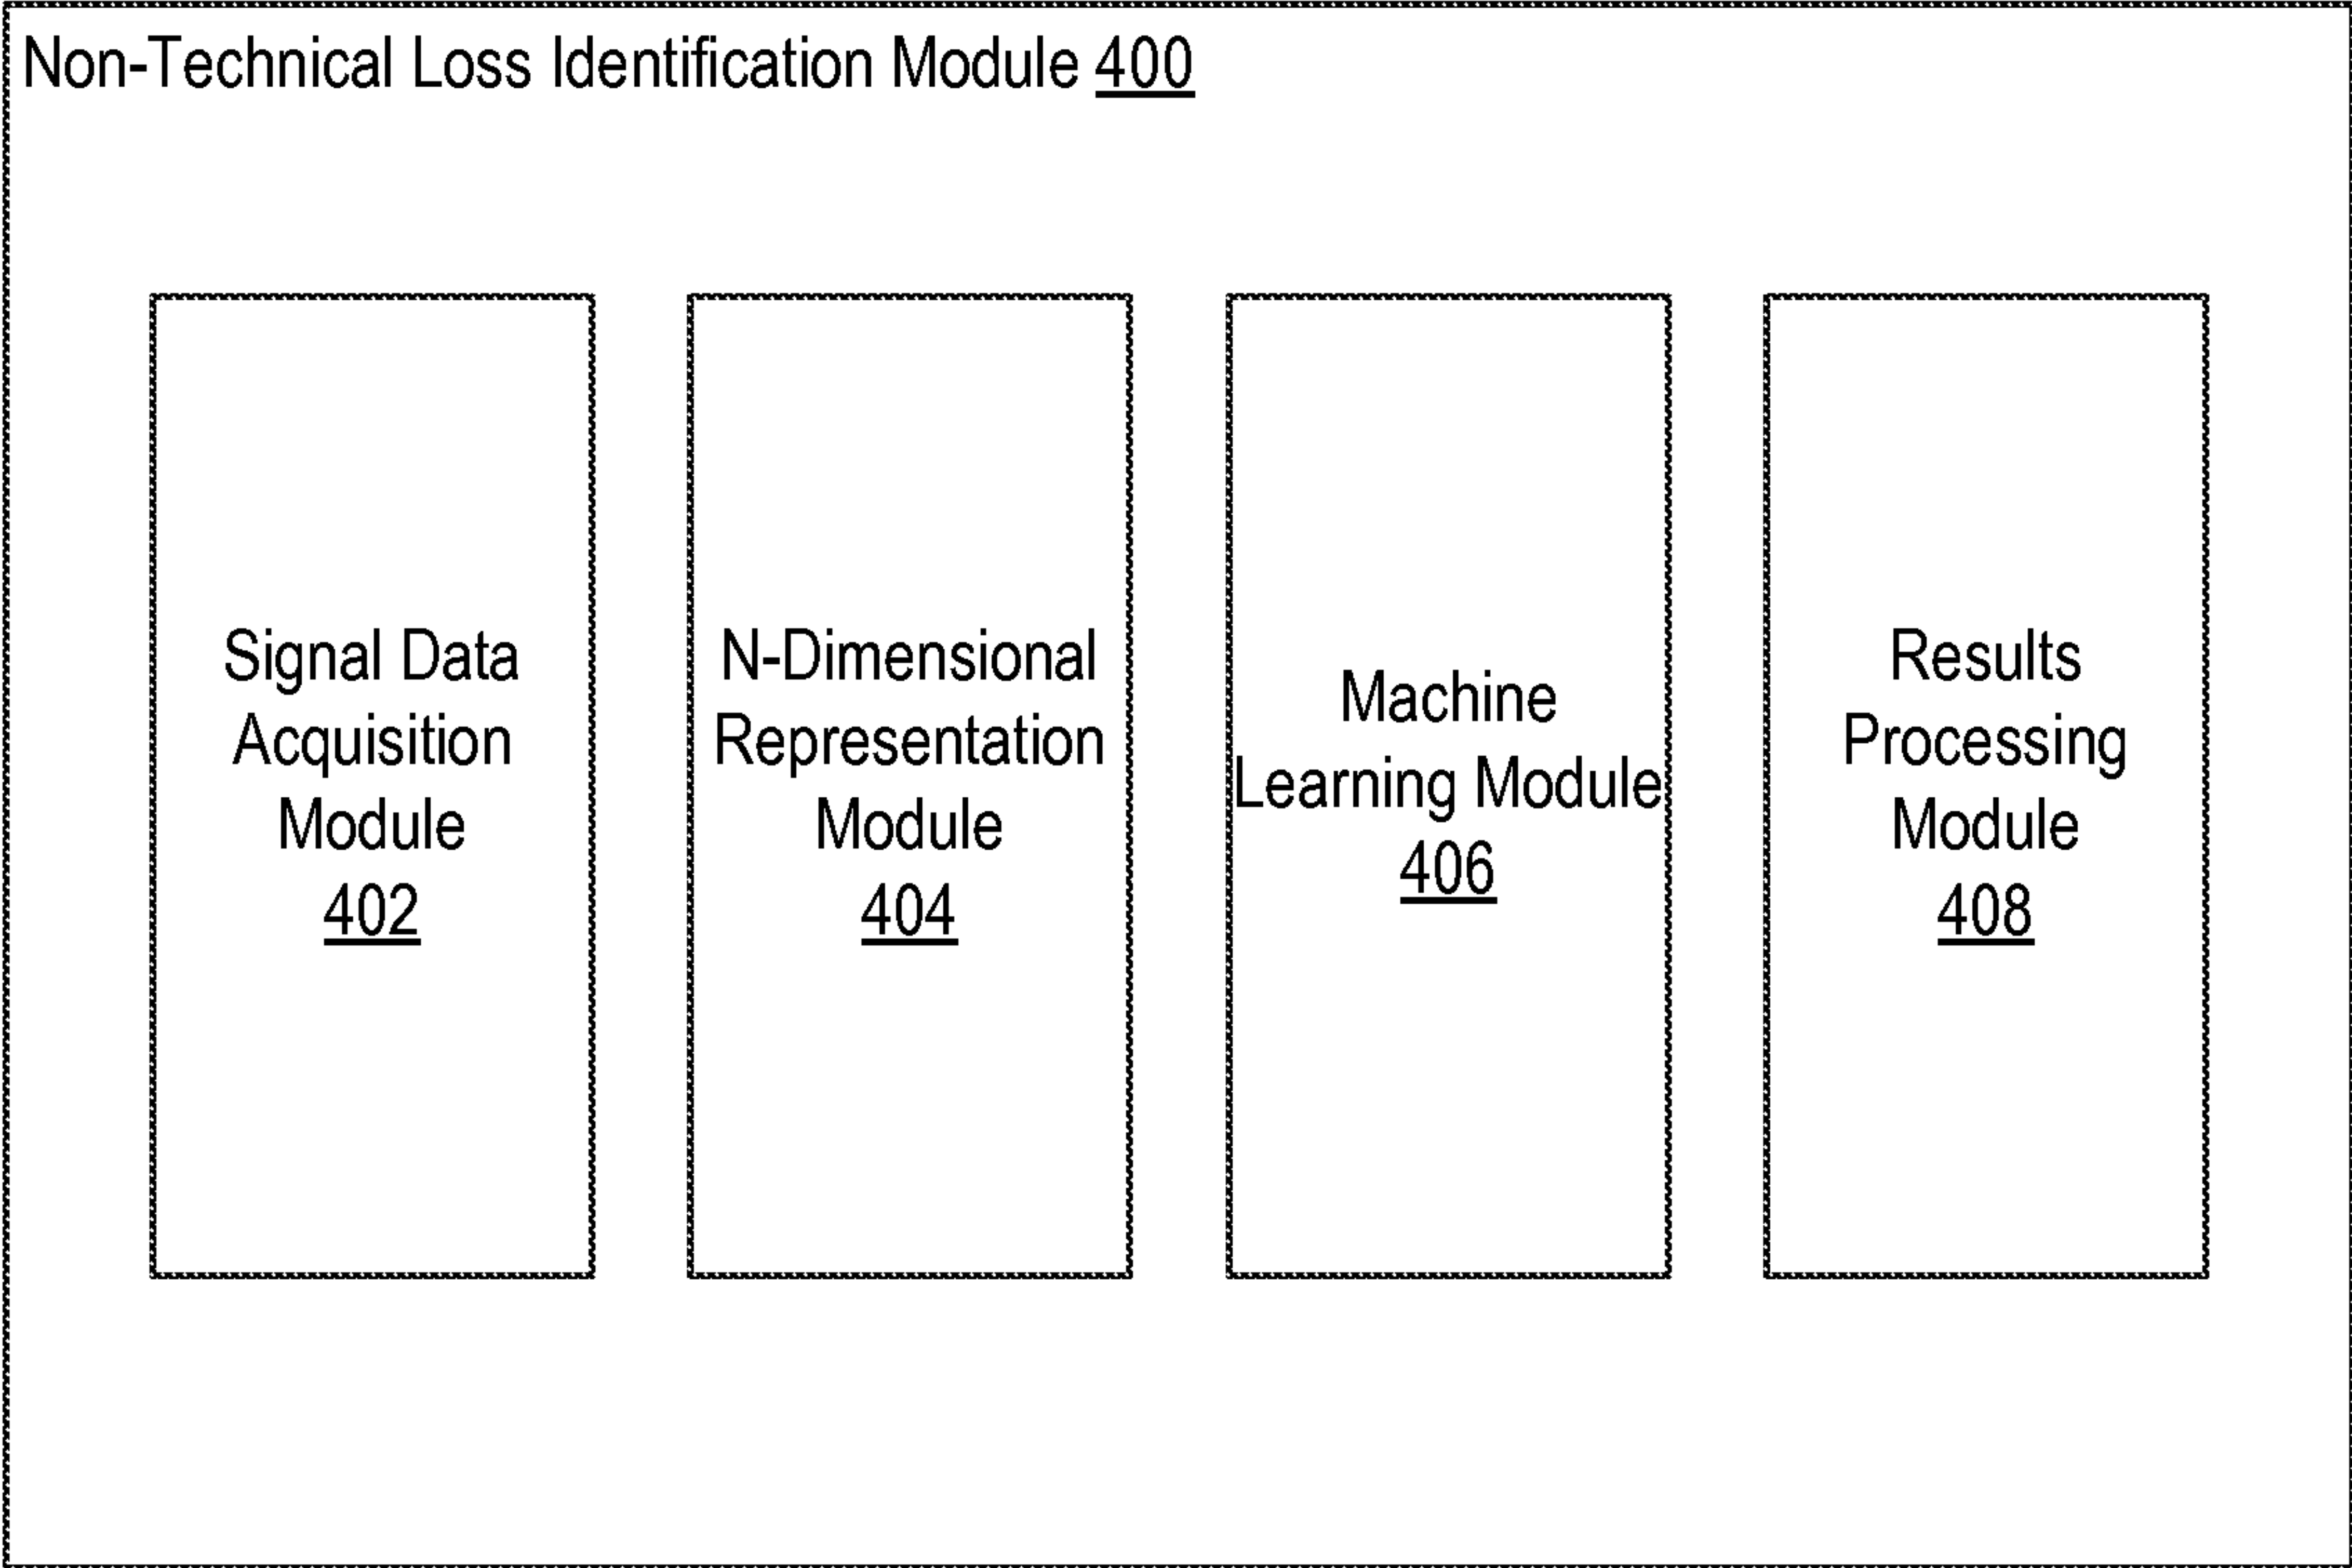 Non-Technical Loss Identification Module 400
Signal Data
Acquisition
Module
402
N-Dimensional
Representation
Module
404
Machine
Learning Module
406
Results
Processing
Module
408